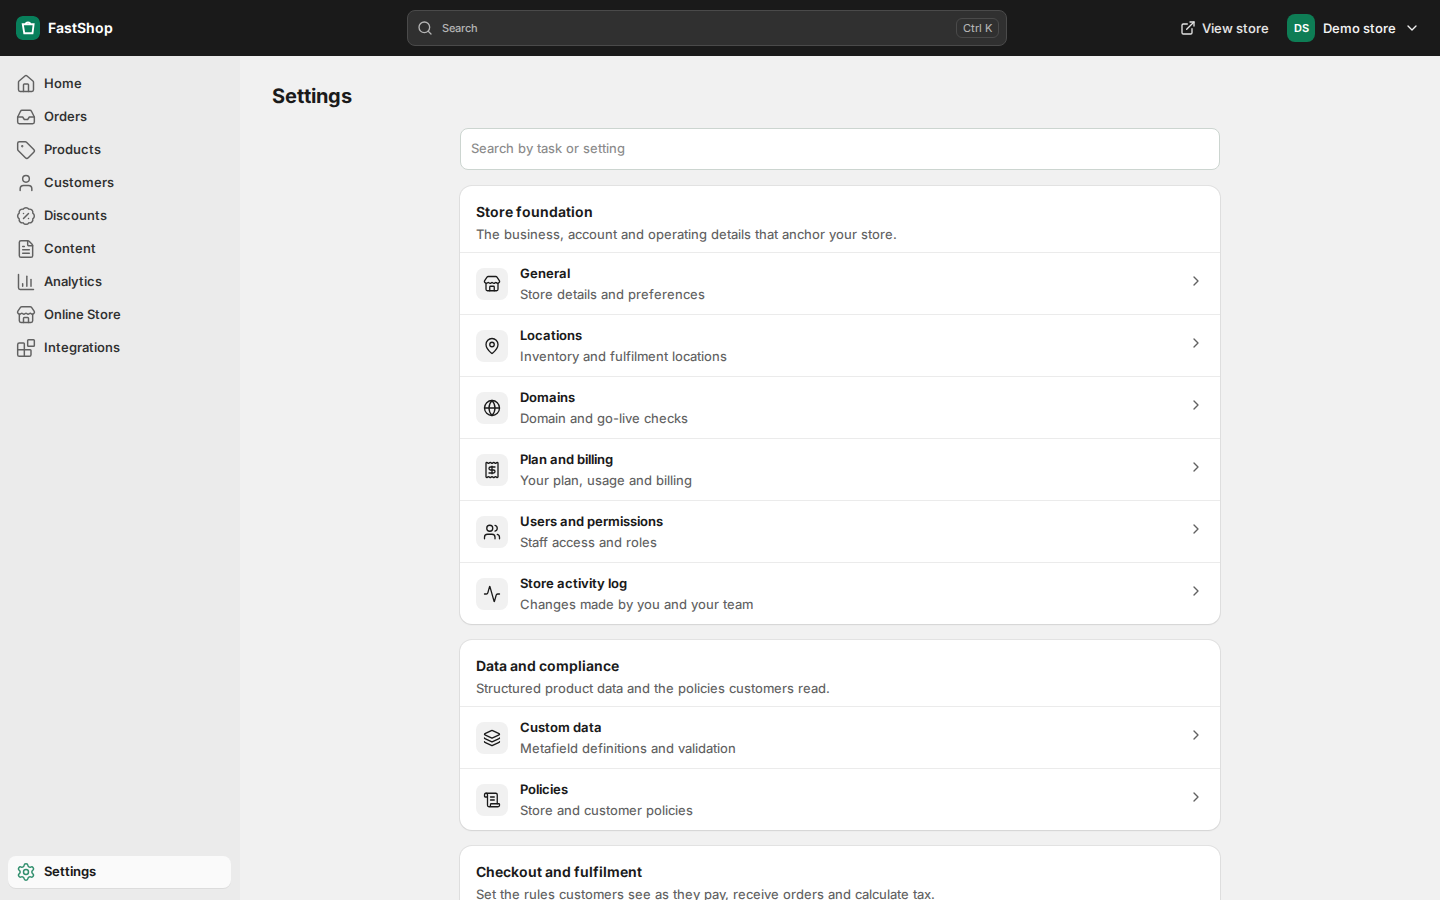 FastShop
Search
Ctrl K
View store
DS
Demo store
Home
Orders
Products
Customers
Discounts
Content
Analytics
Online Store
Integrations
Settings
Settings
Search by task or setting
Store foundation
The business, account and operating details that anchor your store.
General
Store details and preferences
Locations
Inventory and fulfilment locations
Domains
Domain and go-live checks
Plan and billing
Your plan, usage and billing
Users and permissions
Staff access and roles
Store activity log
Changes made by you and your team
Data and compliance
Structured product data and the policies customers read.
Custom data
Metafield definitions and validation
Policies
Store and customer policies
Checkout and fulfilment
Set the rules customers see as they pay, receive orders and calculate tax.